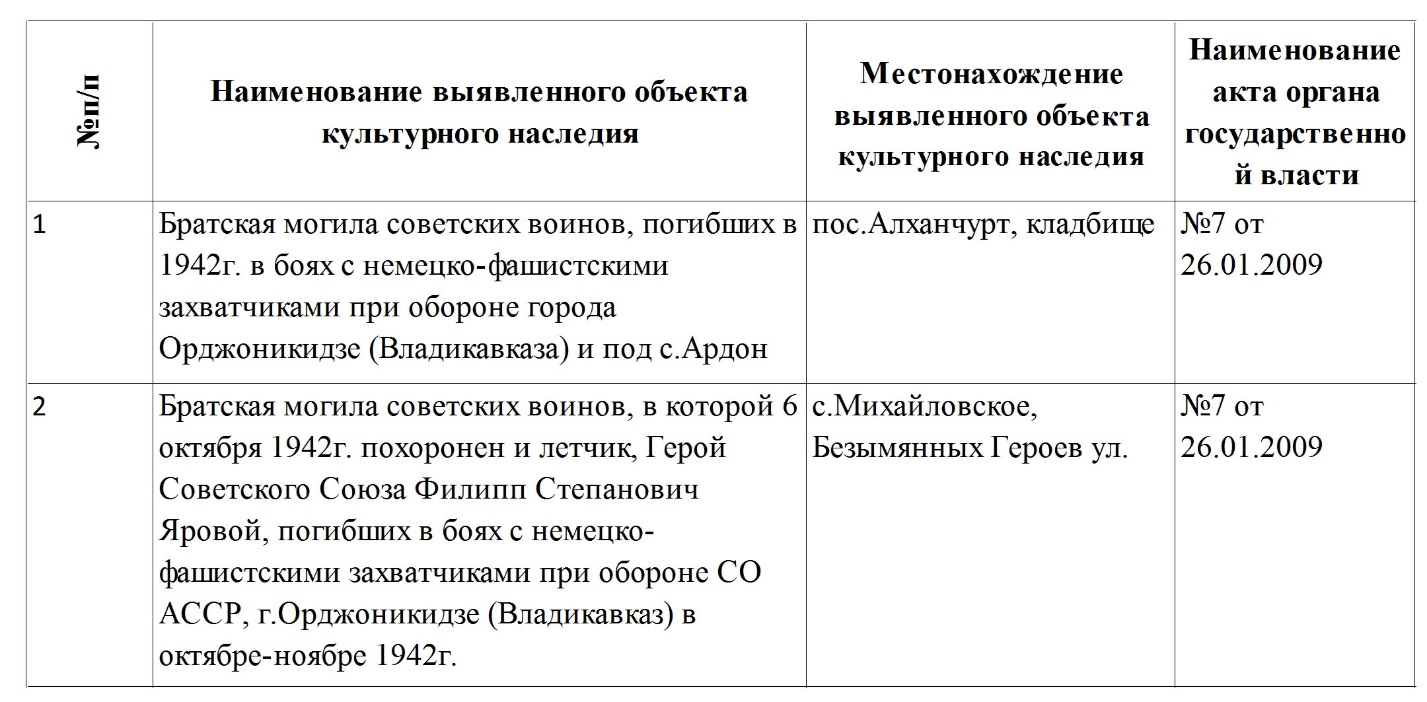 №п/п
Наименование выявленного объекта
культурного наследия
Местонахождение
выявленного объекта
культурного наследия
Наименование
акта органа
государственно
й власти
1
Братская могила советских воинов, погибших в
1942г. в боях с немецко-фашистскими
захватчиками при обороне города
Орджоникидзе (Владикавказа) и под с.Ардон
пос.Алханчурт, кладбище
№7 от
26.01.2009
2
Братская могила советских воинов, в которой 6
октября 1942г. похоронен и летчик, Герой
Советского Союза Филипп Степанович
Яровой, погибших в боях с немецко-
фашистскими захватчиками при обороне СО
АССР, г.Орджоникидзе (Владикавказ) в
октябре-ноябре 1942г.
с.Михайловское,
Безымянных Героев ул.
№7 от
26.01.2009